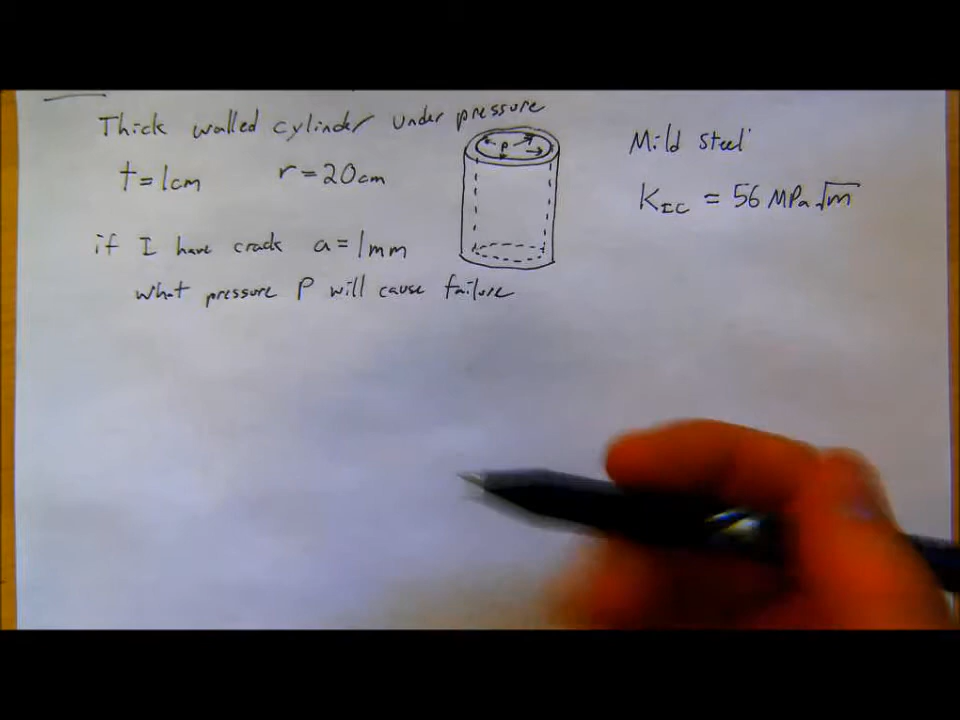 Thick walled cylinder under pressure
t = 1cm r = 20cm
if I have crack a = 1mm
what pressure P will cause failure
P
Mild steel
K_IC = 56 MPa √m